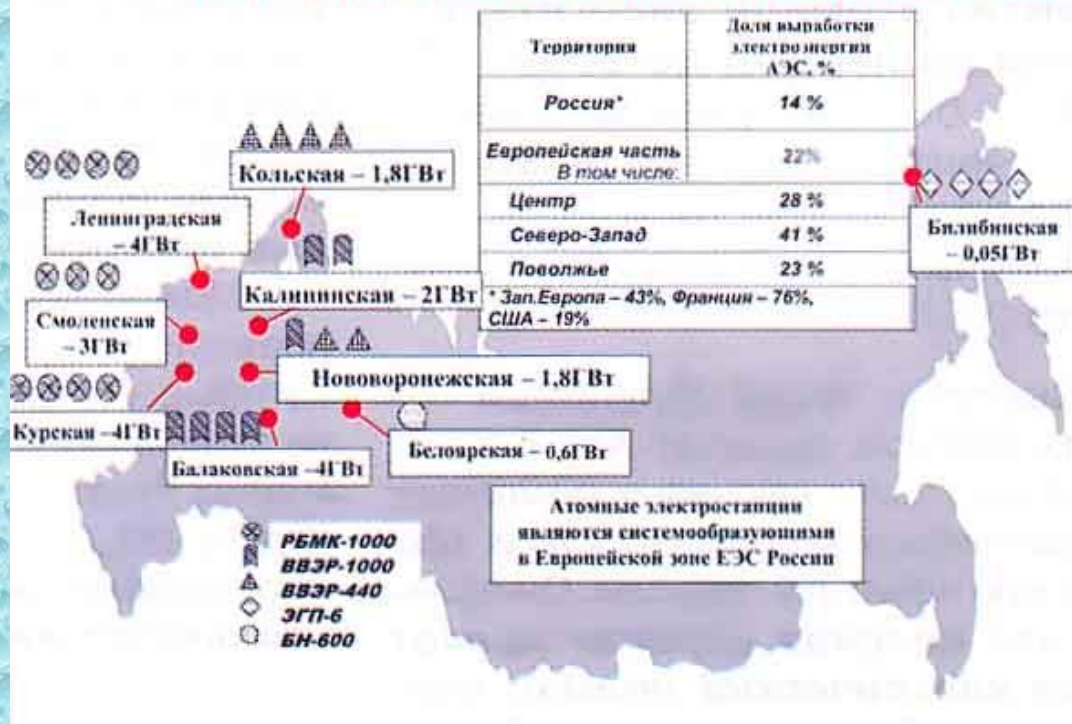 Территория
Доля выработки
электроэнергии
АЭС, %
Россия*
14 %
Европейская часть
В том числе:
22%
Центр
28 %
Северо-Запад
41 %
Поволжье
23 %
* Зап.Европа – 43%, Франция – 76%,
США – 19%
Кольская – 1,8ГВт
Ленинградская
– 4ГВт
Билибинская
– 0,05ГВт
Калининская – 2ГВт
Смоленская
– 3ГВт
Нововоронежская – 1,8ГВт
Курская –4ГВт
Балаковская –4ГВт
Белоярская – 0,6ГВт
Атомные электростанции
являются системообразующими
в Европейской зоне ЕЭС России
РБМК-1000
ВВЭР-1000
ВВЭР-440
ЭГП-6
БН-600